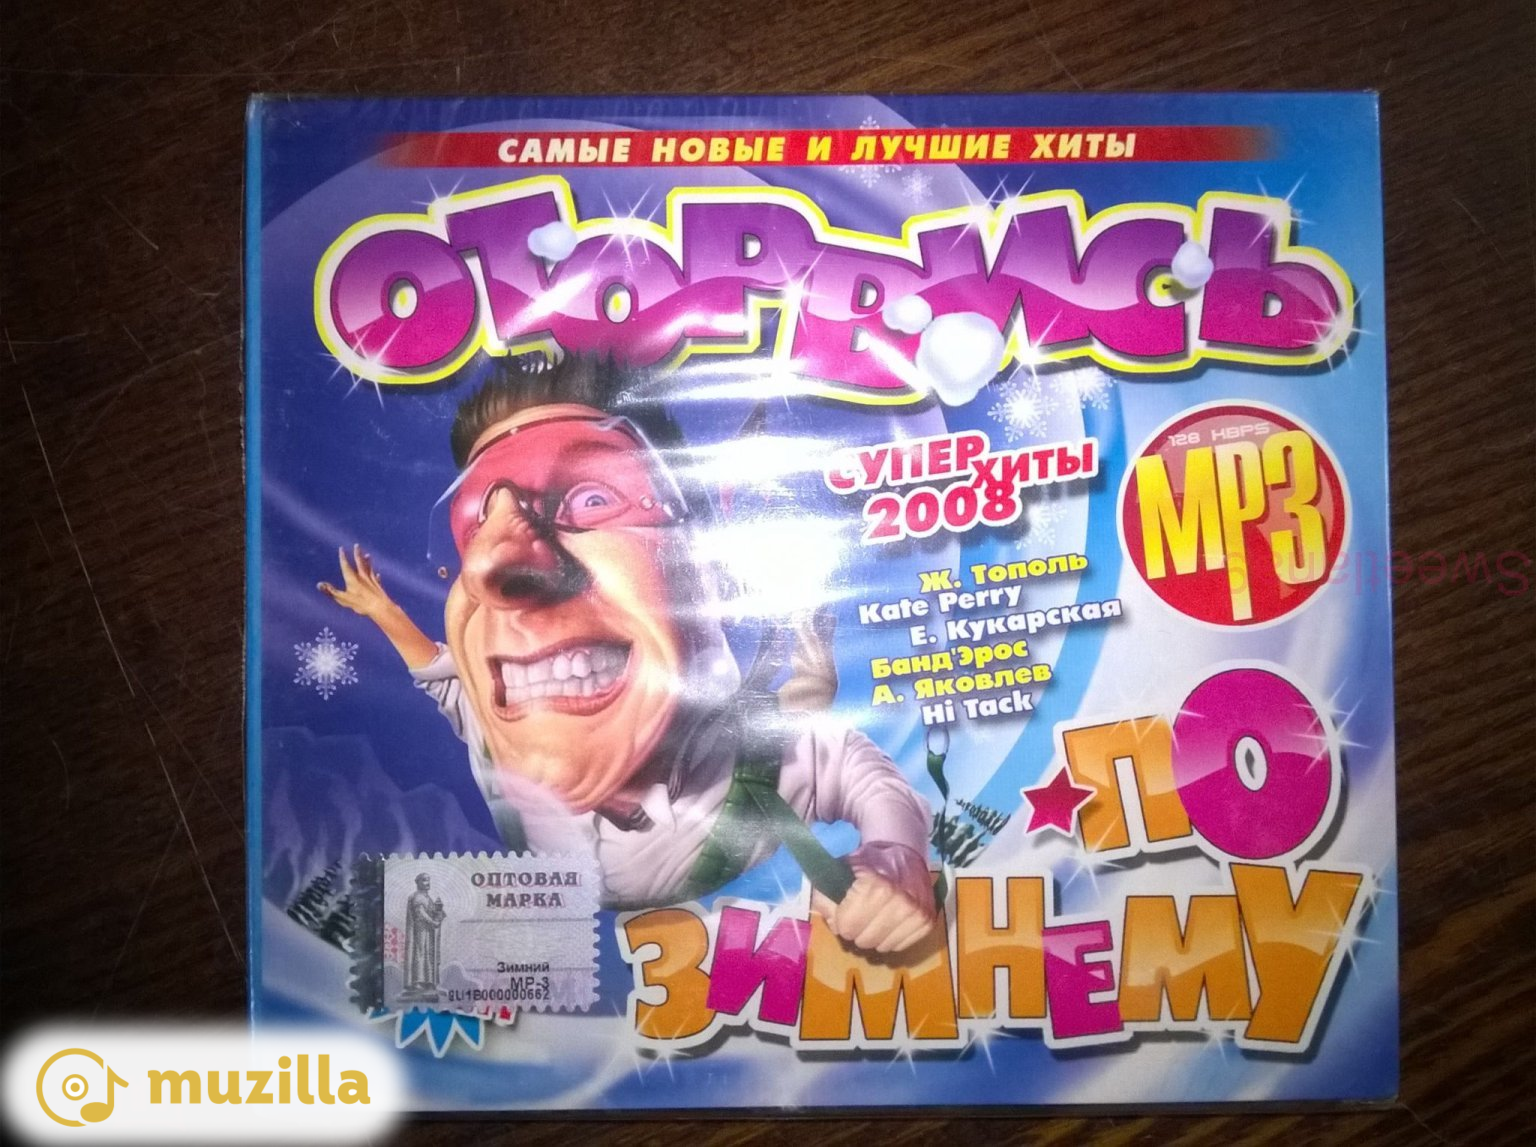 САМЫЕ НОВЫЕ И ЛУЧШИЕ ХИТЫ
ОТОРВИСЬ
СУПЕР ХИТЫ
2008
128 KBPS
MP3
Ж. Тополь
Kate Perry
Е. Кукарская
Банд'Эрос
А. Яковлев
Hi Tack
ПО
ЗИМНЕМУ
ОПТОВАЯ
МАРКА
Зимний
MP-3
muzilla